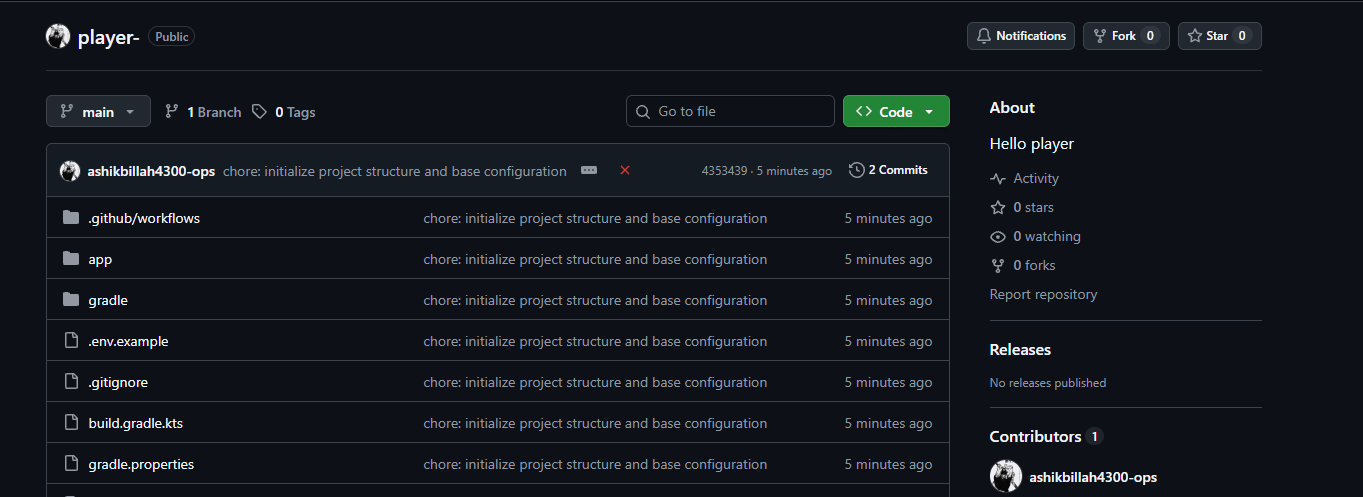 player- Public Notifications Fork 0 Star 0
main 1 Branch 0 Tags Go to file Code
ashikbillah4300-ops chore: initialize project structure and base configuration 4353439 · 5 minutes ago 2 Commits
.github/workflows chore: initialize project structure and base configuration 5 minutes ago
app chore: initialize project structure and base configuration 5 minutes ago
gradle chore: initialize project structure and base configuration 5 minutes ago
.env.example chore: initialize project structure and base configuration 5 minutes ago
.gitignore chore: initialize project structure and base configuration 5 minutes ago
build.gradle.kts chore: initialize project structure and base configuration 5 minutes ago
gradle.properties chore: initialize project structure and base configuration 5 minutes ago
About
Hello player
Activity
0 stars
0 watching
0 forks
Report repository
Releases
No releases published
Contributors 1
ashikbillah4300-ops